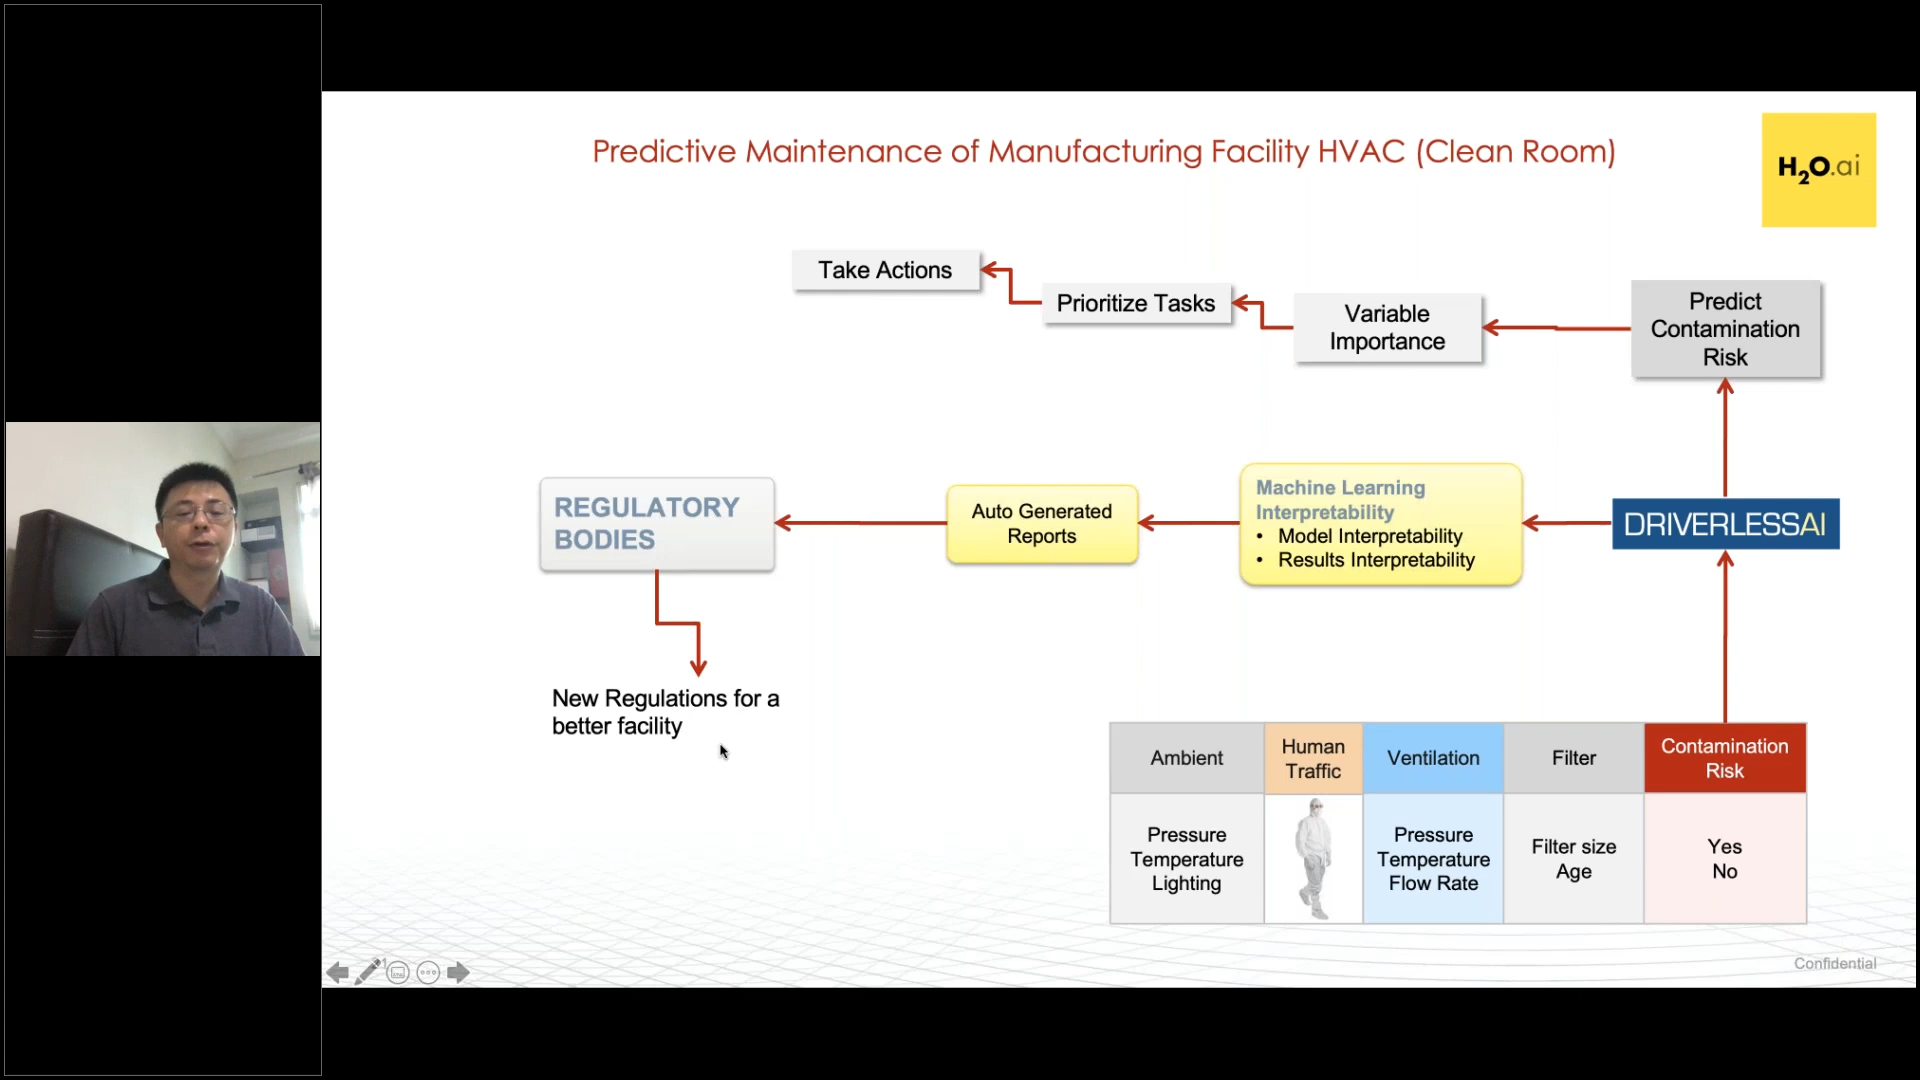 Predictive Maintenance of Manufacturing Facility HVAC (Clean Room)
H2O.ai
Take Actions
Prioritize Tasks
Variable
Importance
Predict
Contamination
Risk
REGULATORY
BODIES
Auto Generated
Reports
Machine Learning
Interpretability
• Model Interpretability
• Results Interpretability
DRIVERLESSAI
New Regulations for a
better facility
Ambient
Human
Traffic
Ventilation
Filter
Contamination
Risk
Pressure
Temperature
Lighting
Pressure
Temperature
Flow Rate
Filter size
Age
Yes
No
Confidential